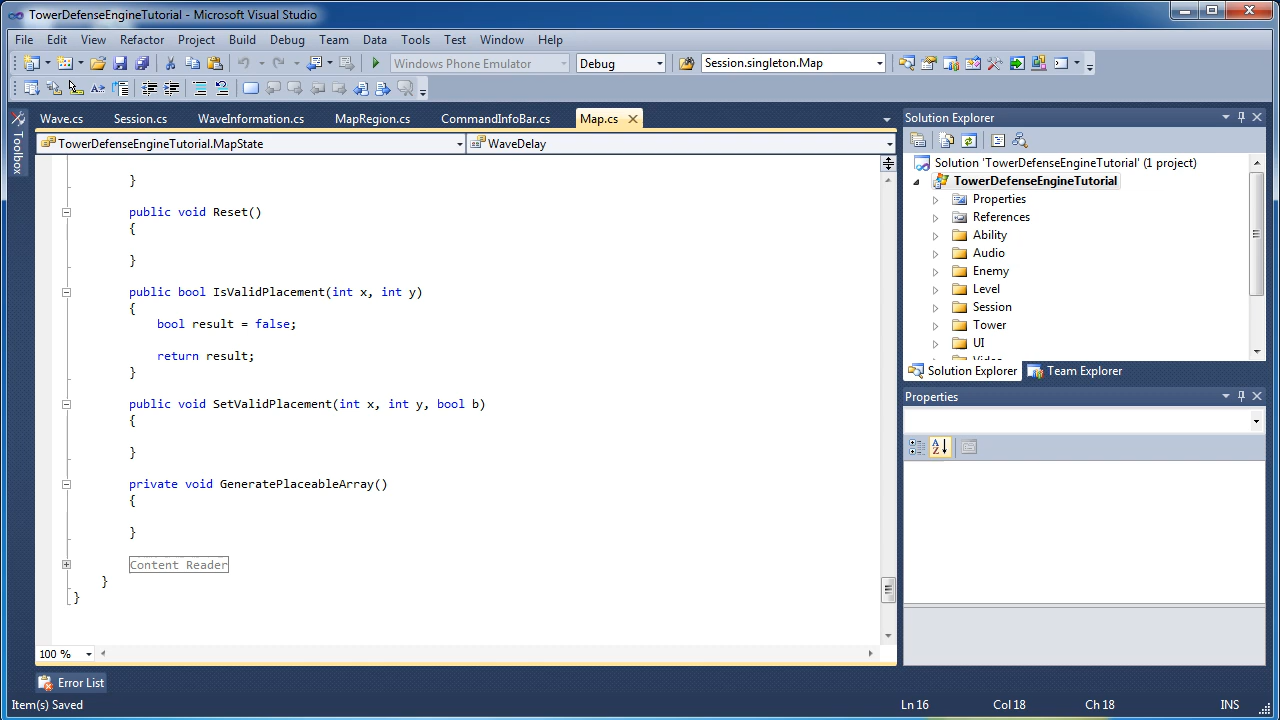 TowerDefenseEngineTutorial - Microsoft Visual Studio
File Edit View Refactor Project Build Debug Team Data Tools Test Window Help
Windows Phone Emulator Debug Session.singleton.Map
Wave.cs Session.cs WaveInformation.cs MapRegion.cs CommandInfoBar.cs Map.cs
TowerDefenseEngineTutorial.MapState WaveDelay
Toolbox
}
public void Reset()
{
}
public bool IsValidPlacement(int x, int y)
{
bool result = false;
return result;
}
public void SetValidPlacement(int x, int y, bool b)
{
}
private void GeneratePlaceableArray()
{
}
Content Reader
}
}
100 %
Solution Explorer
Solution 'TowerDefenseEngineTutorial' (1 project)
TowerDefenseEngineTutorial
Properties
References
Ability
Audio
Enemy
Level
Session
Tower
UI
Video
Solution Explorer Team Explorer
Properties
Error List
Item(s) Saved Ln 16 Col 18 Ch 18 INS